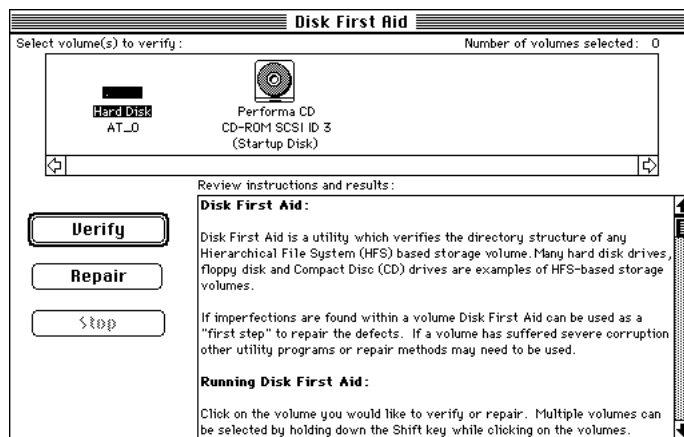 Disk First Aid
Select volume(s) to verify:
Number of volumes selected: 0
Hard Disk
AT_0
Performa CD
CD-ROM SCSI ID 3
(Startup Disk)
Verify
Repair
Stop
Review instructions and results:
Disk First Aid:
Disk First Aid is a utility which verifies the directory structure of any
Hierarchical File System (HFS) based storage volume. Many hard disk drives,
floppy disk and Compact Disc (CD) drives are examples of HFS-based storage
volumes.
If imperfections are found within a volume Disk First Aid can be used as a
"first step" to repair the defects. If a volume has suffered severe corruption
other utility programs or repair methods may need to be used.
Running Disk First Aid:
Click on the volume you would like to verify or repair. Multiple volumes can
be selected by holding down the Shift key while clicking on the volumes.